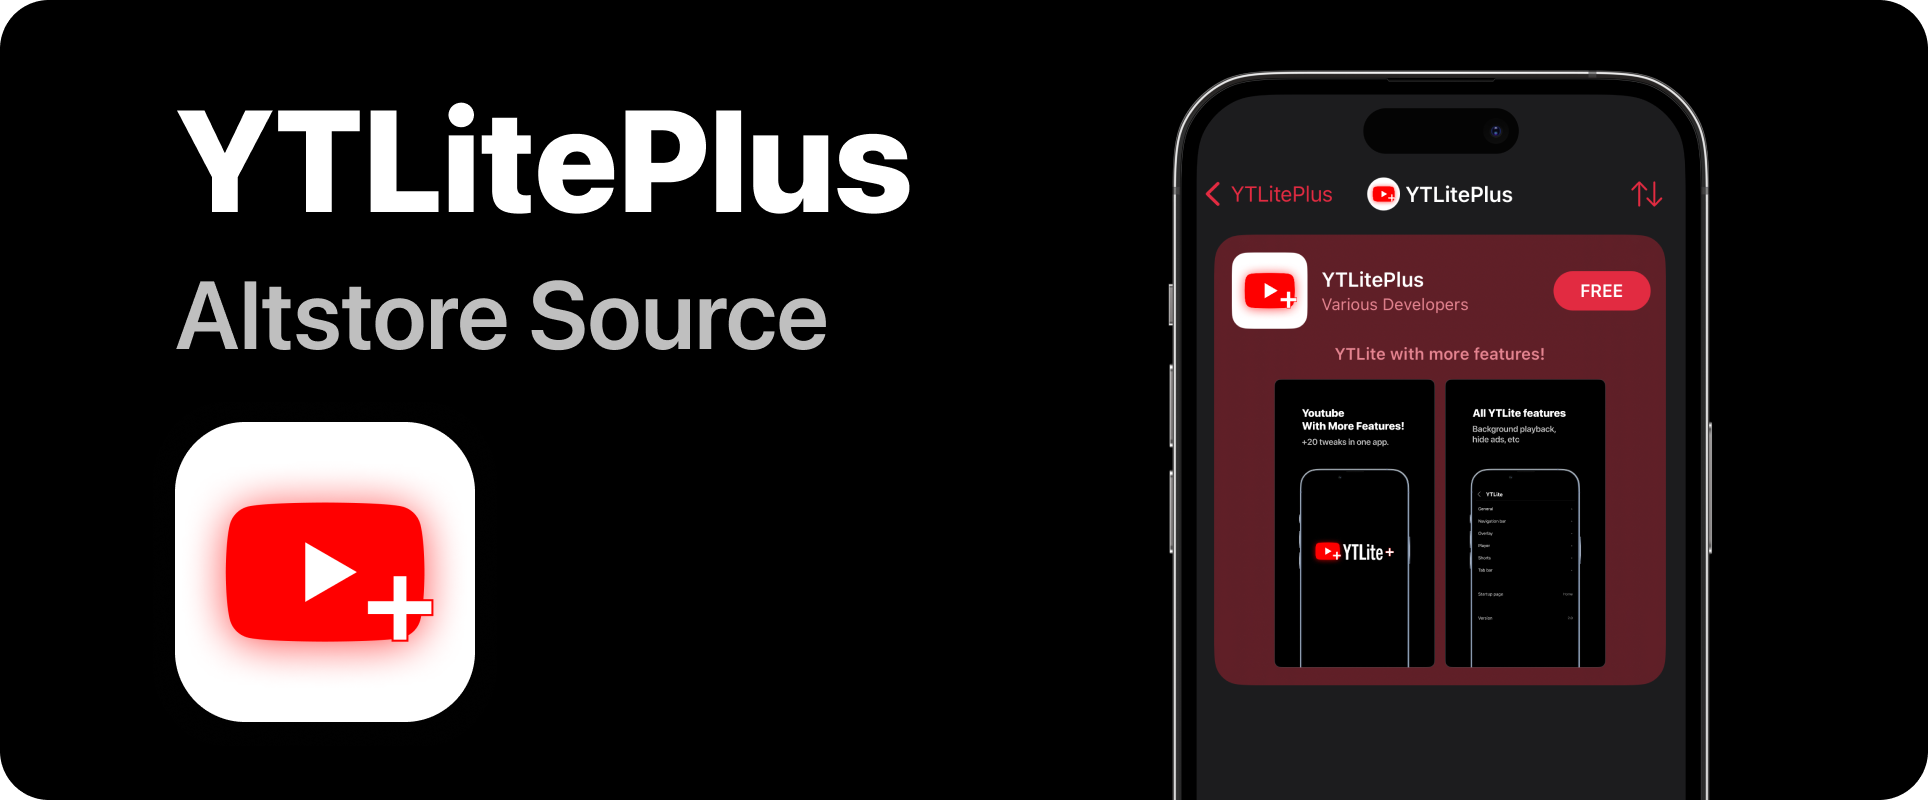 YTLitePlus
Altstore Source
YTLitePlus
YTLitePlus
YTLitePlus
Various Developers
FREE
YTLite with more features!
Youtube
With More Features!
+20 tweaks in one app.
YTLite+
All YTLite features
Background playback,
hide ads, etc
YTLite
General
Navigation bar
Overlay
Player
Shorts
Tab bar
Startup page
Home
Version